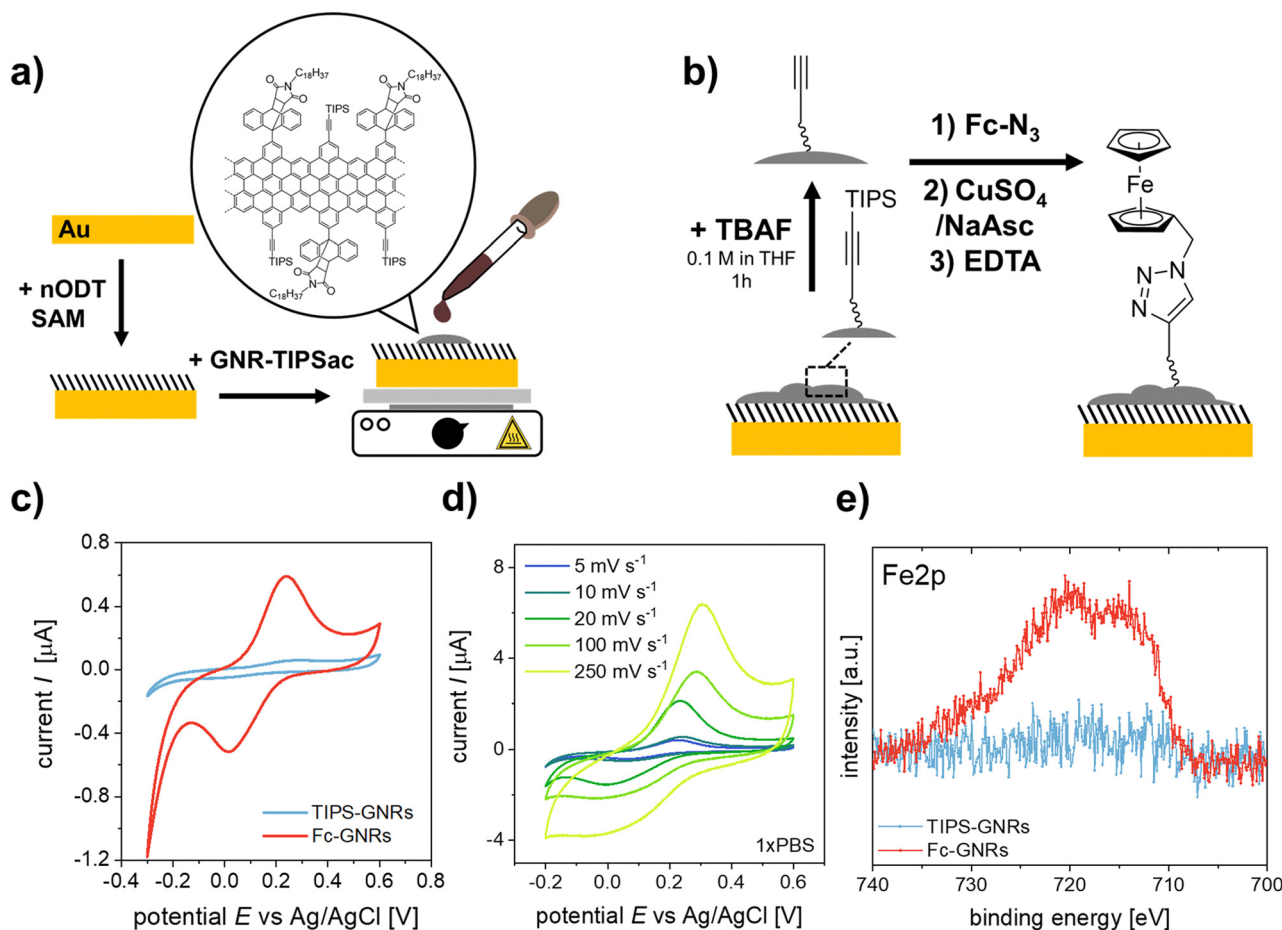 a)
C₁₈H₃₇
O
N
O
TIPS
C₁₈H₃₇
O
N
O
TIPS
TIPS
O
N
O
C₁₈H₃₇
Au
+ nODT
SAM
+ GNR-TIPSac
b)
+ TBAF
0.1 M in THF
1h
TIPS
1) Fc-N₃
2) CuSO₄
/NaAsc
3) EDTA
Fe
N
N
N
c)
current I [µA]
0.8
0.4
0.0
-0.4
-0.8
-1.2
TIPS-GNRs
Fc-GNRs
-0.4 -0.2 0.0 0.2 0.4 0.6 0.8
potential E vs Ag/AgCl [V]
d)
current I [µA]
8
4
0
-4
5 mV s⁻¹
10 mV s⁻¹
20 mV s⁻¹
100 mV s⁻¹
250 mV s⁻¹
1xPBS
-0.2 0.0 0.2 0.4 0.6
potential E vs Ag/AgCl [V]
e)
Fe2p
intensity [a.u.]
TIPS-GNRs
Fc-GNRs
740 730 720 710 700
binding energy [eV]